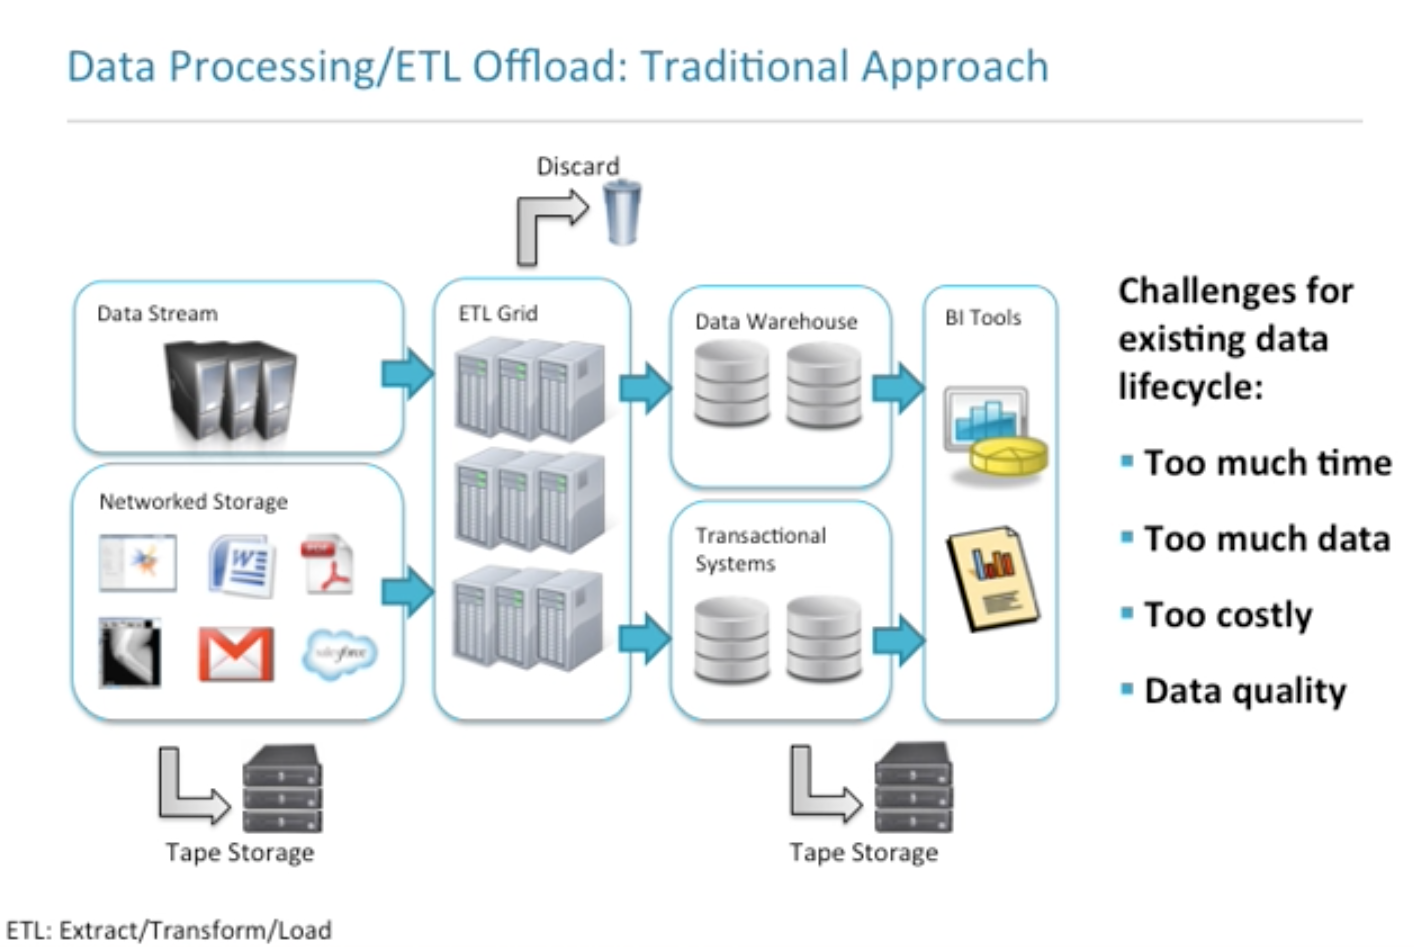 Data Processing/ETL Offload: Traditional Approach
Discard
Data Stream
ETL Grid
Data Warehouse
BI Tools
Networked Storage
W
PDF
salesforce
Transactional
Systems
Tape Storage
Tape Storage
Challenges for
existing data
lifecycle:
Too much time
Too much data
Too costly
Data quality
ETL: Extract/Transform/Load